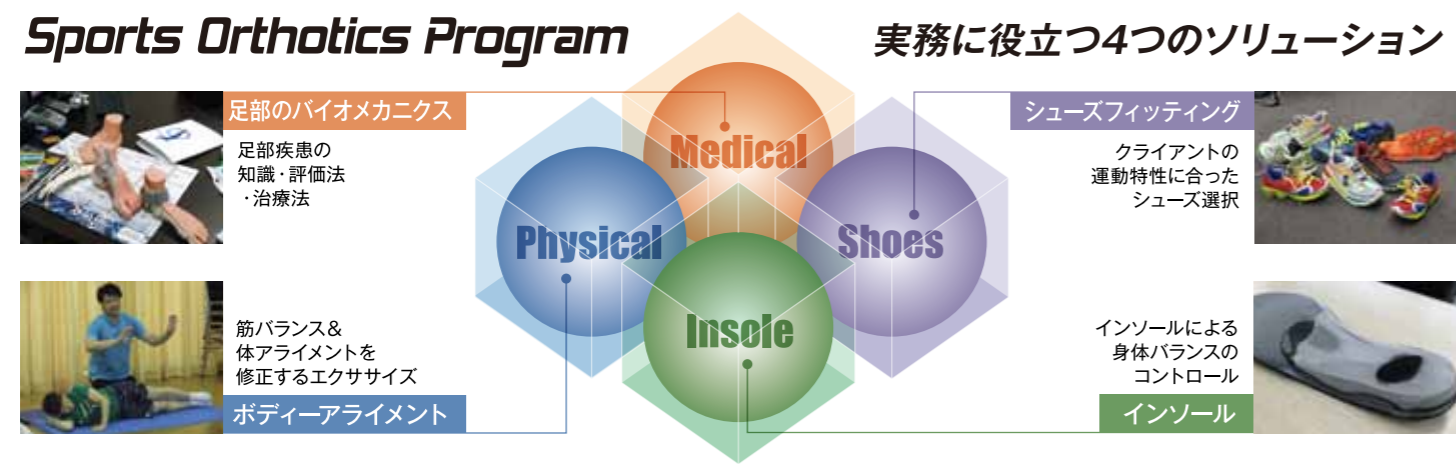 Sports Orthotics Program
実務に役立つ4つのソリューション
足部のバイオメカニクス
足部疾患の
知識・評価法
・治療法
Medical
シューズフィッティング
クライアントの
運動特性に合った
シューズ選択
Physical
Shoes
Insole
筋バランス&
体アライメントを
修正するエクササイズ
ボディーアライメント
インソールによる
身体バランスの
コントロール
インソール